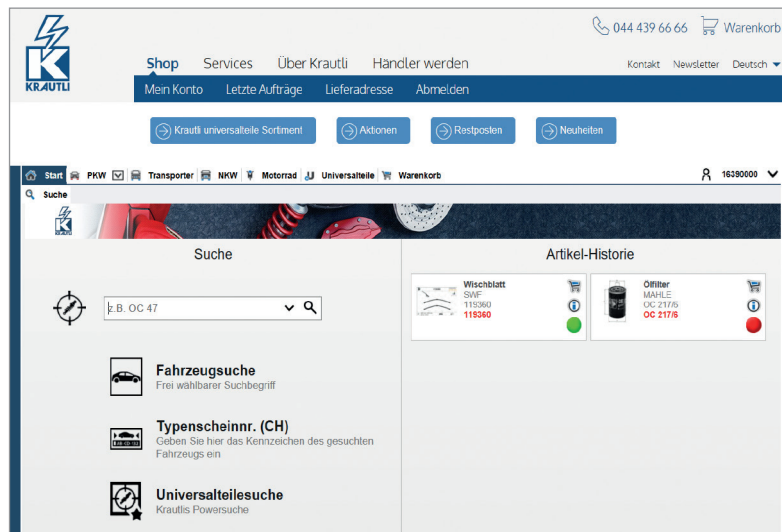 044 439 66 66 Warenkorb
K
KRAUTLI
Shop Services Über Krautli Händler werden
Kontakt Newsletter Deutsch
Mein Konto Letzte Aufträge Lieferadresse Abmelden
Krautli universalteile Sortiment Aktionen Restposten Neuheiten
Start PKW Transporter NKW Motorrad Universalteile Warenkorb 16390000
Suche
Suche
Artikel-Historie
z.B. OC 47
Wischblatt
SWF
119360
119360
Ölfilter
MAHLE
OC 217/6
OC 217/6
Fahrzeugsuche
Frei wählbarer Suchbegriff
Typenscheinnr. (CH)
Geben Sie hier das Kennzeichen des gesuchten
Fahrzeugs ein
Universalteilesuche
Krautlis Powersuche